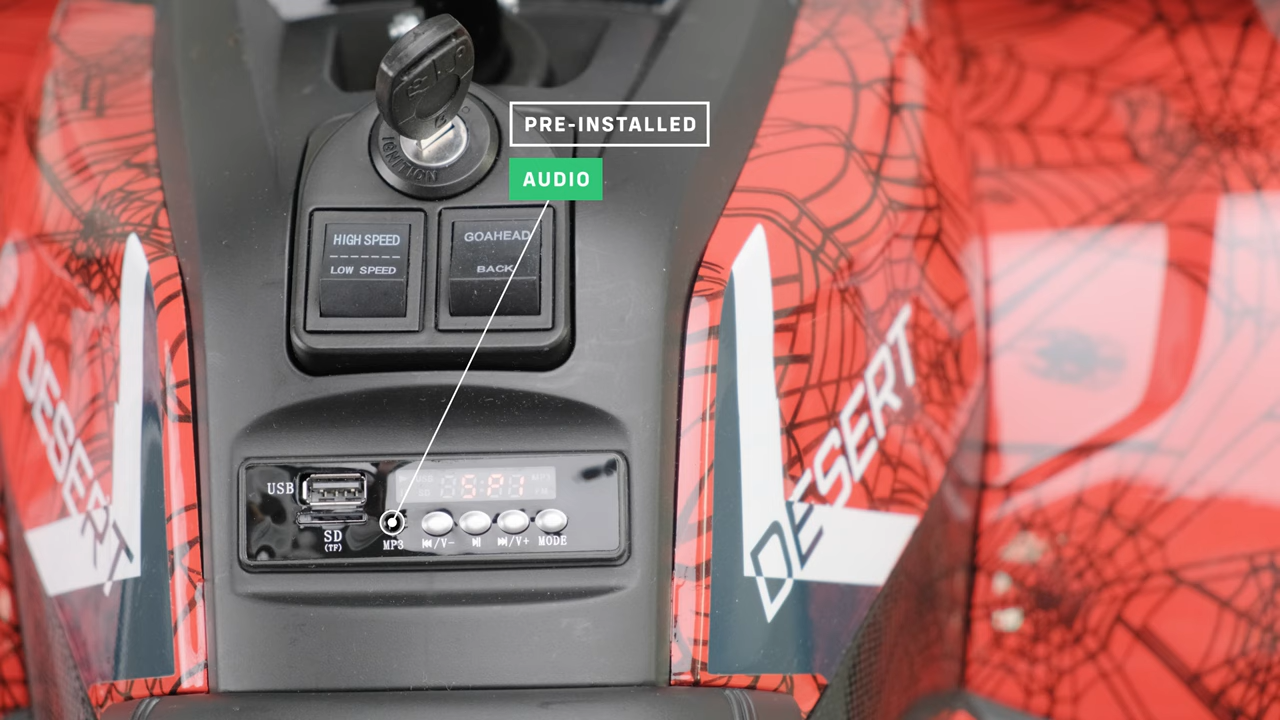 PRE-INSTALLED
AUDIO
IGNITION
HIGH SPEED
LOW SPEED
GOAHEAD
BACK
DESERT
DESERT
USB
SD
(TF)
MP3
⏮/V-
⏯
⏭/V+
MODE